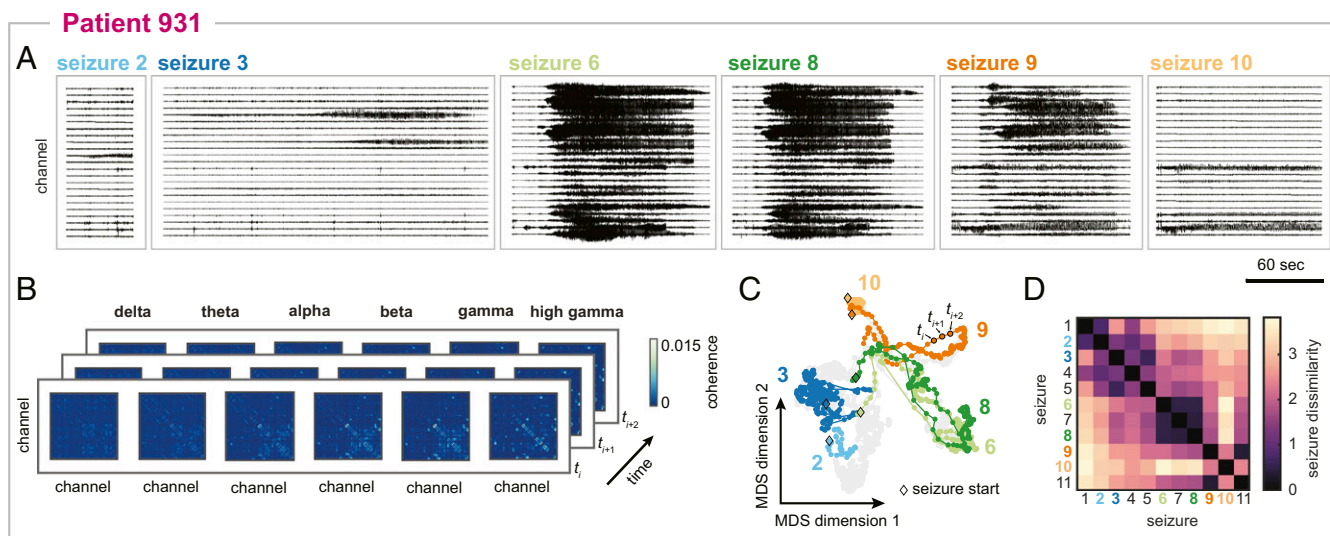 Patient 931
A
seizure 2 seizure 3 seizure 6 seizure 8 seizure 9 seizure 10
channel
60 sec
B
delta theta alpha beta gamma high gamma
0.015
0
coherence
channel
channel channel channel channel channel channel
t_i
t_{i+1}
t_{i+2}
time
C
10
9
t_i
t_{i+1}
t_{i+2}
3
8
2
6
MDS dimension 2
MDS dimension 1
seizure start
D
1
2
3
4
5
6
7
8
9
10
11
seizure
1 2 3 4 5 6 7 8 9 10 11
seizure
3
2
1
0
seizure dissimilarity